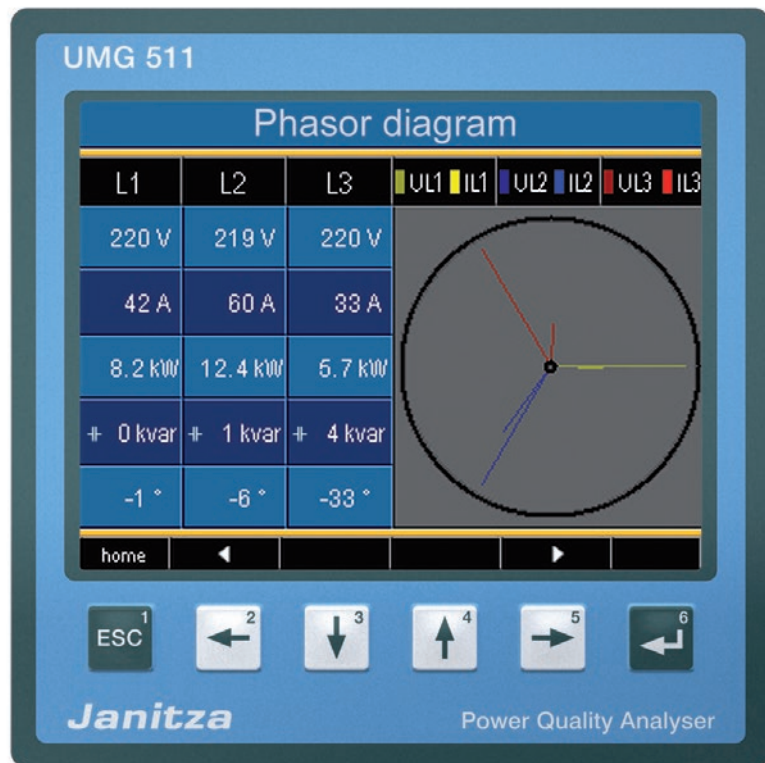 UMG 511
Phasor diagram
L1 L2 L3 UL1 IL1 UL2 IL2 UL3 IL3
220 V 219 V 220 V
42 A 60 A 33 A
8.2 kW 12.4 kW 5.7 kW
0 kvar 1 kvar 4 kvar
-1 ° -6 ° -33 °
home
ESC 1 2 3 4 5 6
Janitza Power Quality Analyser